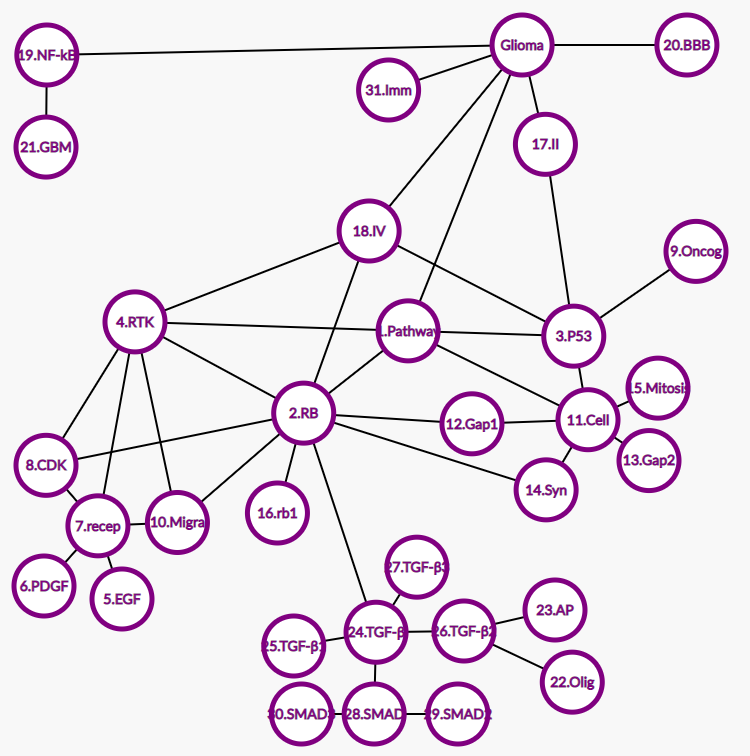 Glioma
20.BBB
19.NF-kB
31.Imm
17.II
21.GBM
18.IV
9.Oncog
4.RTK
1.Pathway
3.P53
15.Mitosis
2.RB
11.Cell
12.Gap1
13.Gap2
8.CDK
14.Syn
16.rb1
10.Migra
7.recep
27.TGF-β3
6.PDGF
5.EGF
23.AP
24.TGF-β
26.TGF-β2
25.TGF-β1
22.Olig
30.SMAD3
28.SMAD
29.SMAD2